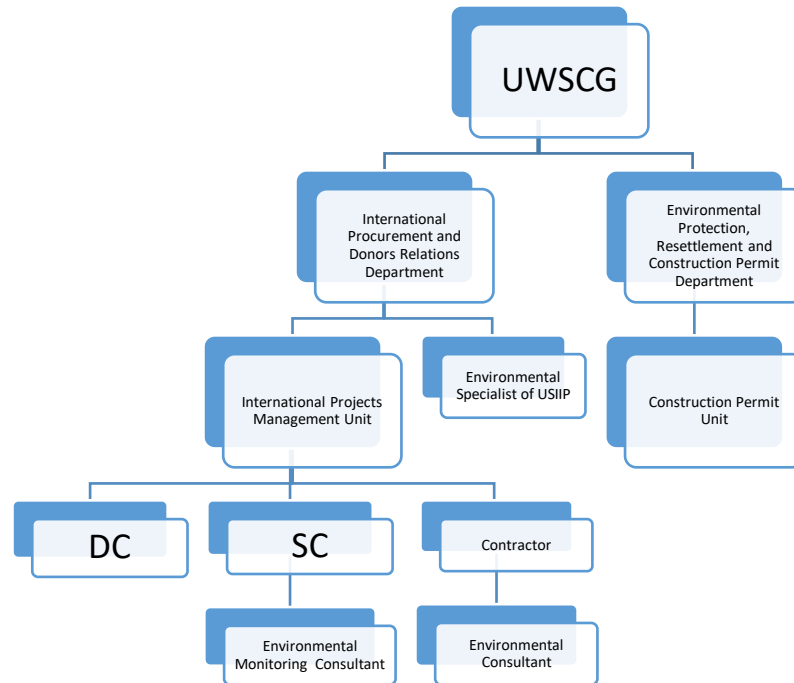 UWSCG
International
Procurement and
Donors Relations
Department
Environmental
Protection,
Resettlement and
Construction Permit
Department
International Projects
Management Unit
Environmental
Specialist of USIIP
Construction Permit
Unit
DC
SC
Contractor
Environmental
Monitoring Consultant
Environmental
Consultant